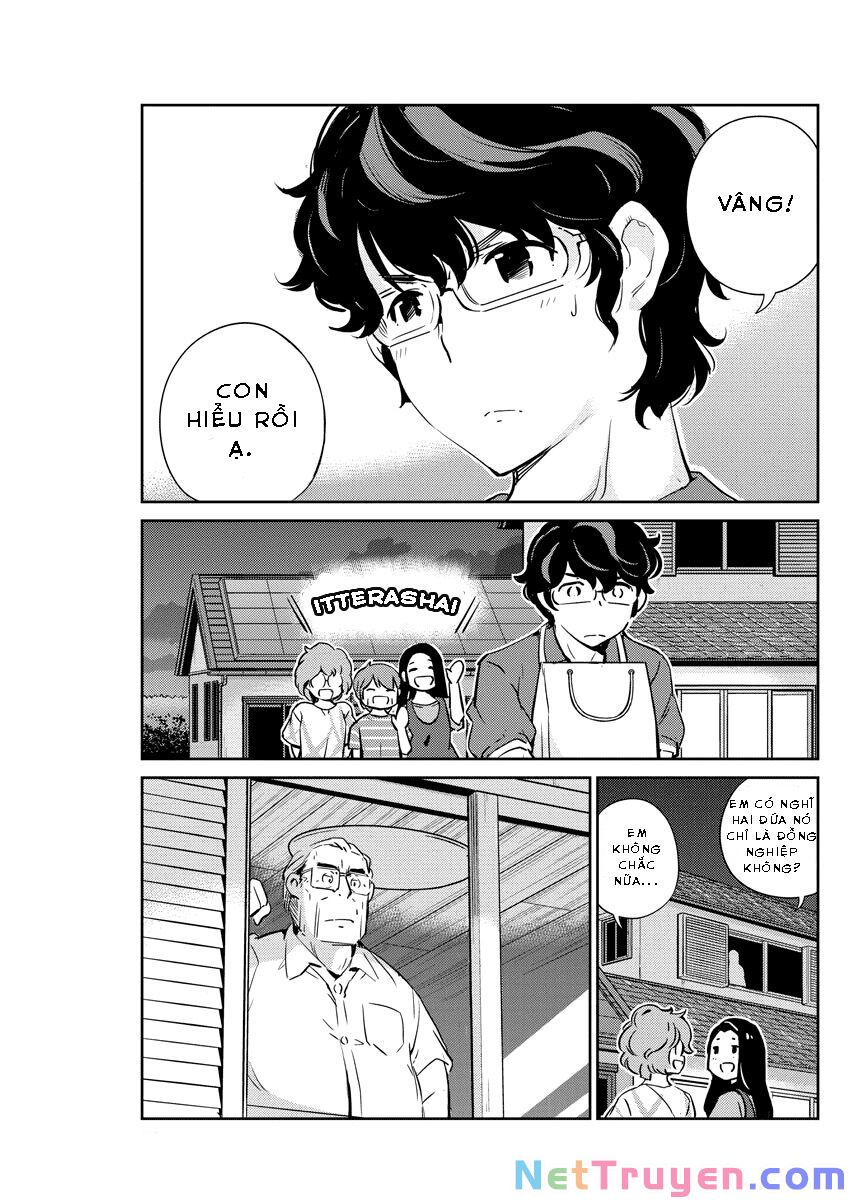 VÂNG!
CON
HIỂU RỒI
Ạ.
ITTERASHAI
EM CÓ NGHĨ
HAI ĐỨA NÓ
CHỈ LÀ ĐỒNG
NGHIỆP
KHÔNG?
EM
KHÔNG
CHẮC
NỮA...
NETTRUYEN.COM